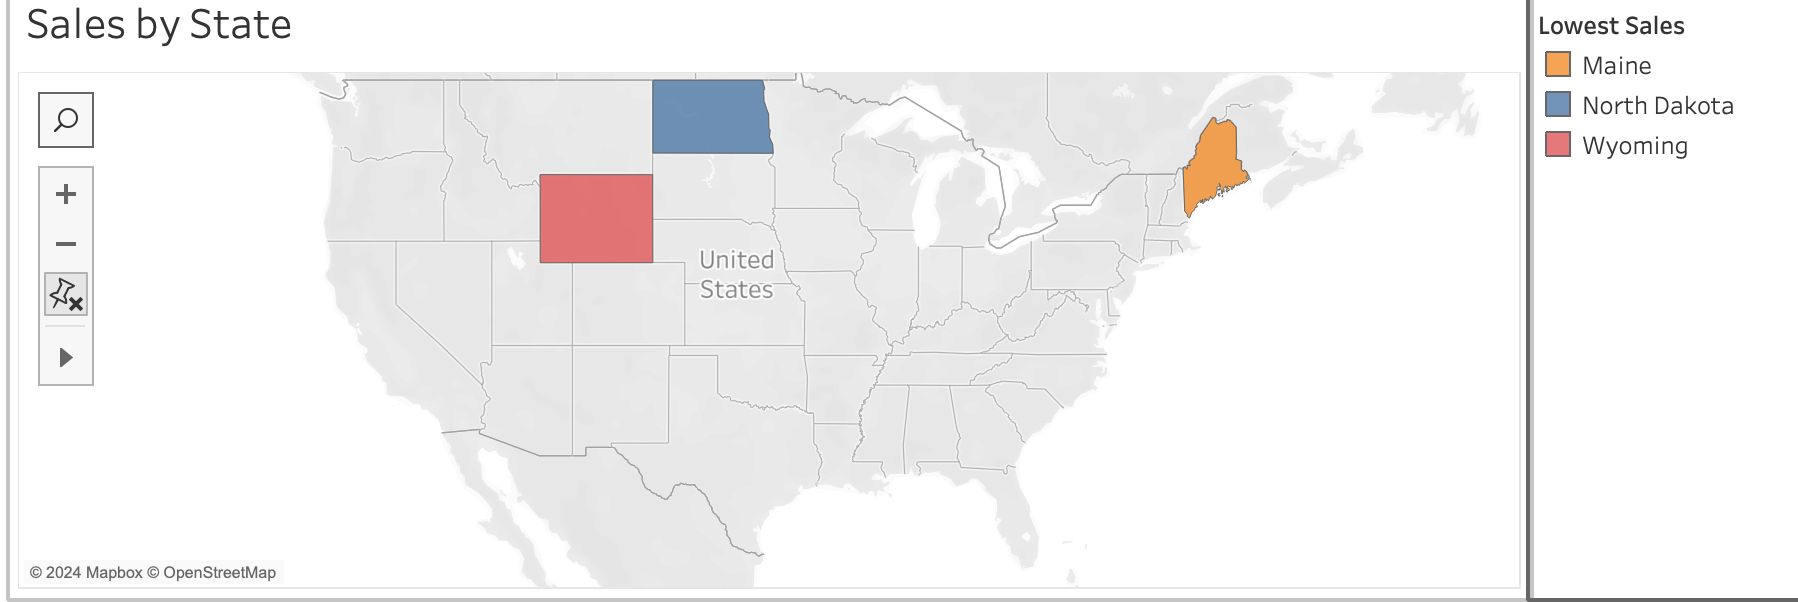 Sales by State
United
States
© 2024 Mapbox © OpenStreetMap
Lowest Sales
Maine
North Dakota
Wyoming